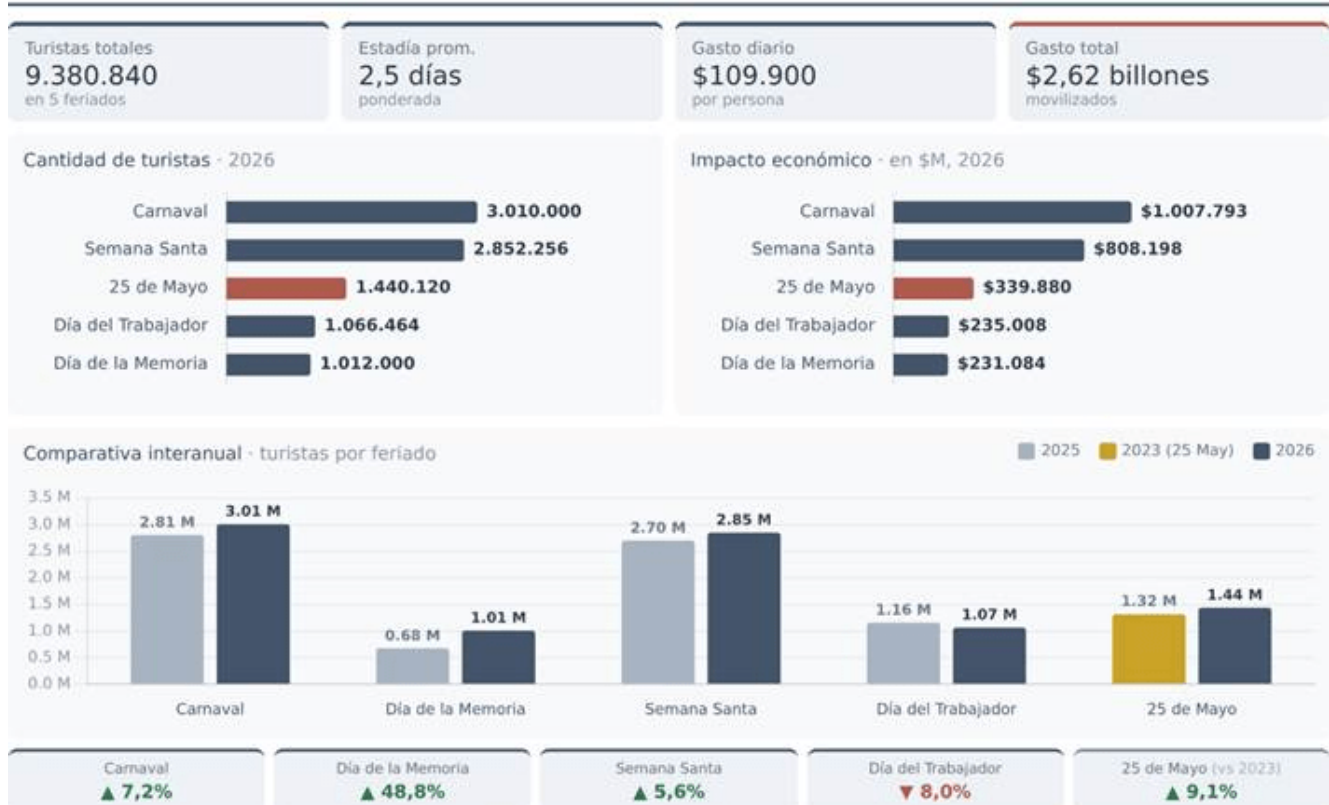 Turistas totales
9.380.840
en 5 feriados
Estadía prom.
2,5 días
ponderada
Gasto diario
$109.900
por persona
Gasto total
$2,62 billones
movilizados
Cantidad de turistas · 2026
Carnaval 3.010.000
Semana Santa 2.852.256
25 de Mayo 1.440.120
Día del Trabajador 1.066.464
Día de la Memoria 1.012.000
Impacto económico · en $M, 2026
Carnaval $1.007.793
Semana Santa $808.198
25 de Mayo $339.880
Día del Trabajador $235.008
Día de la Memoria $231.084
Comparativa interanual · turistas por feriado
2025 2023 (25 May) 2026
3.5 M
3.0 M
2.5 M
2.0 M
1.5 M
1.0 M
0.5 M
0.0 M
2.81 M 3.01 M
0.68 M 1.01 M
2.70 M 2.85 M
1.16 M 1.07 M
1.32 M 1.44 M
Carnaval Día de la Memoria Semana Santa Día del Trabajador 25 de Mayo
Carnaval
▲ 7,2%
Día de la Memoria
▲ 48,8%
Semana Santa
▲ 5,6%
Día del Trabajador
▼ 8,0%
25 de Mayo (vs 2023)
▲ 9,1%